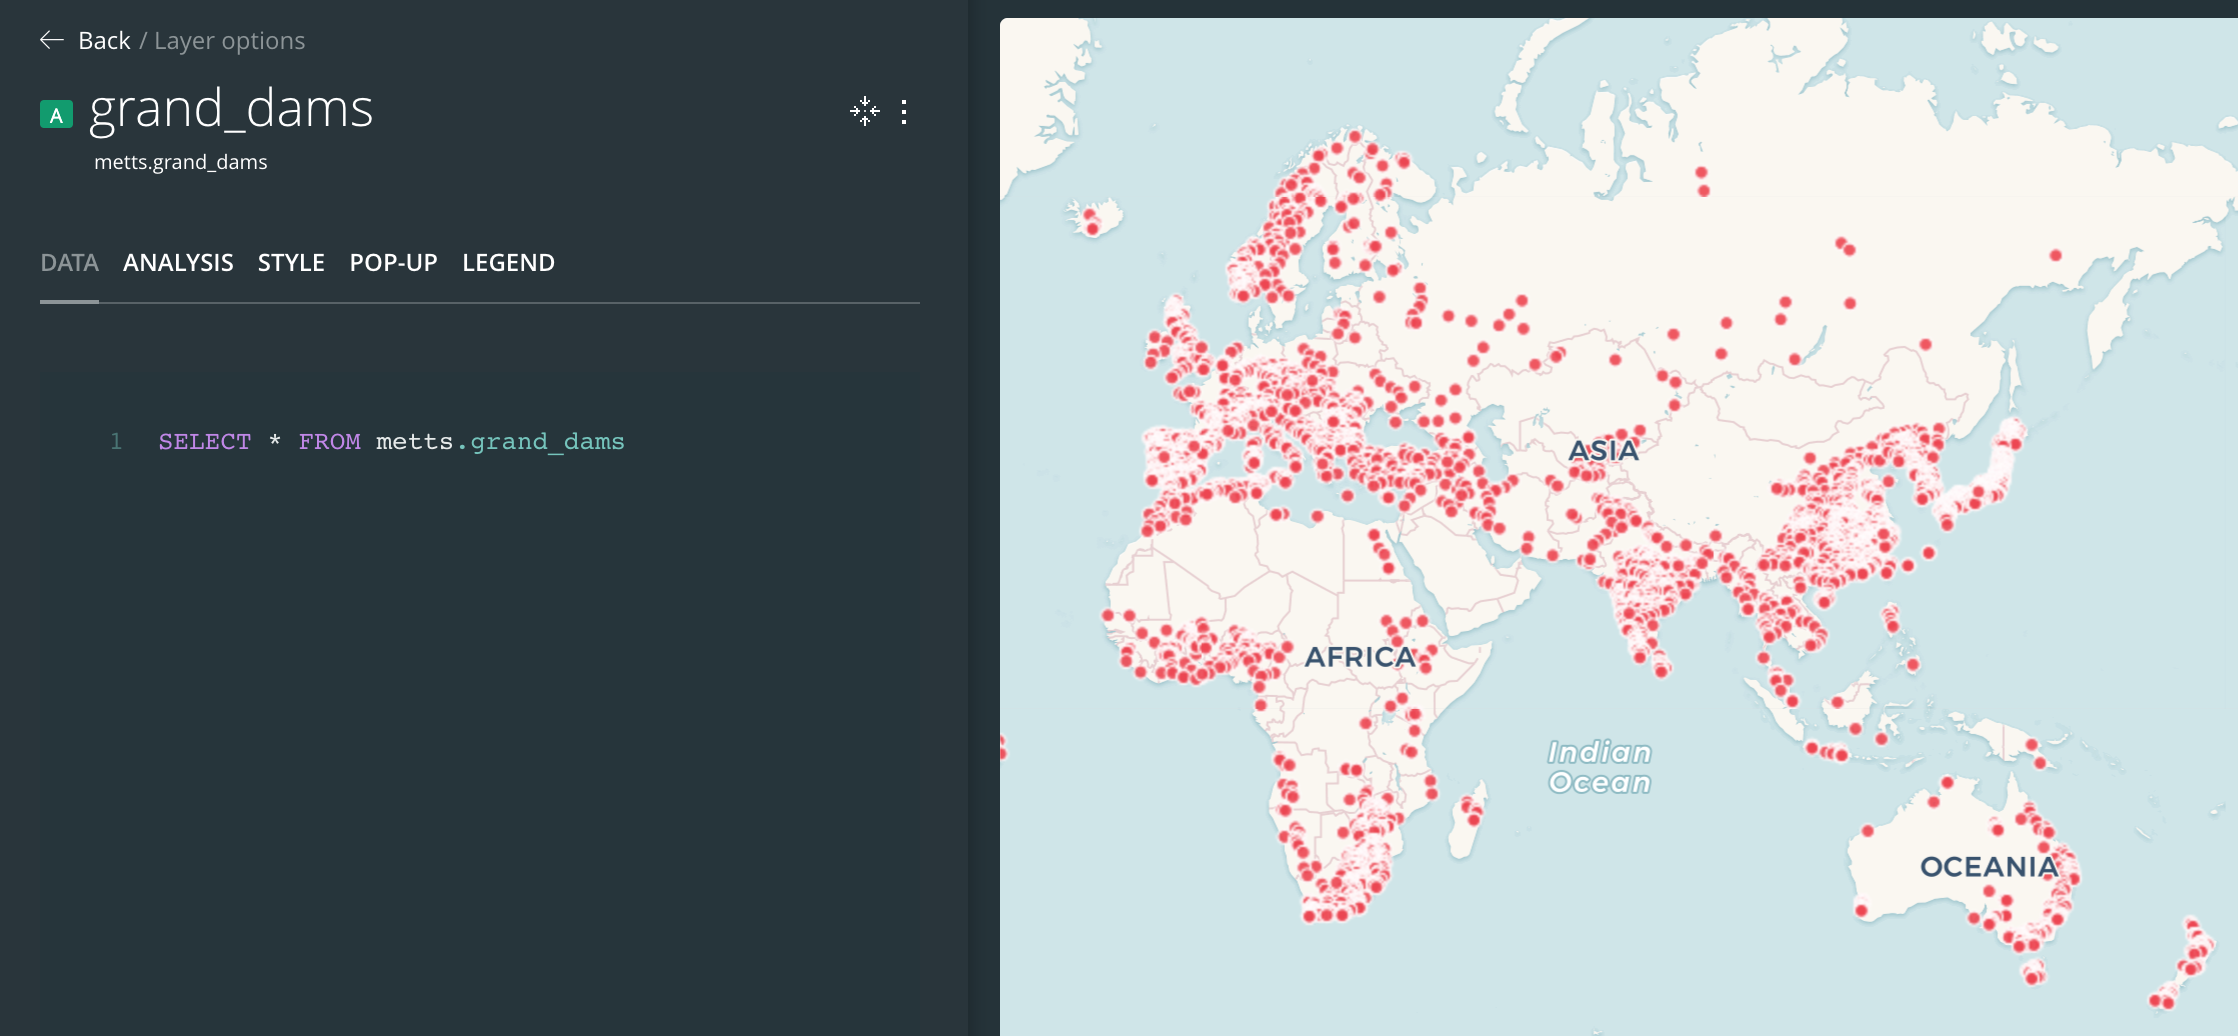 Back / Layer options
A grand_dams
metts.grand_dams
DATA ANALYSIS STYLE POP-UP LEGEND
1 SELECT * FROM metts.grand_dams
ASIA
AFRICA
Indian
Ocean
OCEANIA